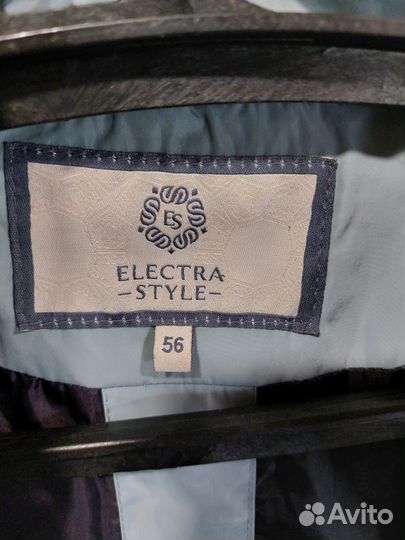 ES
ELECTRA
-STYLE-
56
Avito